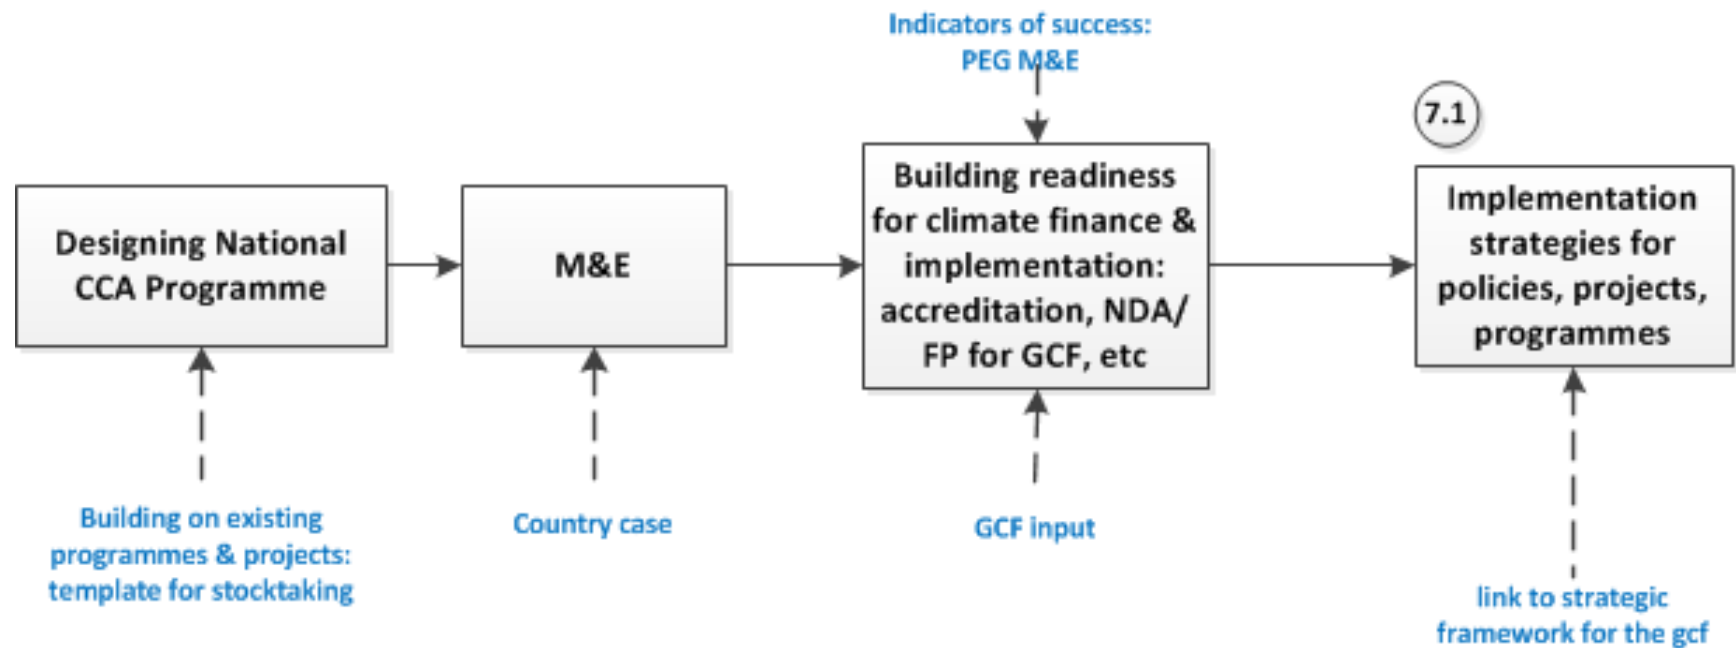 Indicators of success:
PEG M&E
7.1
Designing National
CCA Programme
M&E
Building readiness
for climate finance &
implementation:
accreditation, NDA/
FP for GCF, etc
Implementation
strategies for
policies, projects,
programmes
Building on existing
programmes & projects:
template for stocktaking
Country case
GCF input
link to strategic
framework for the gcf